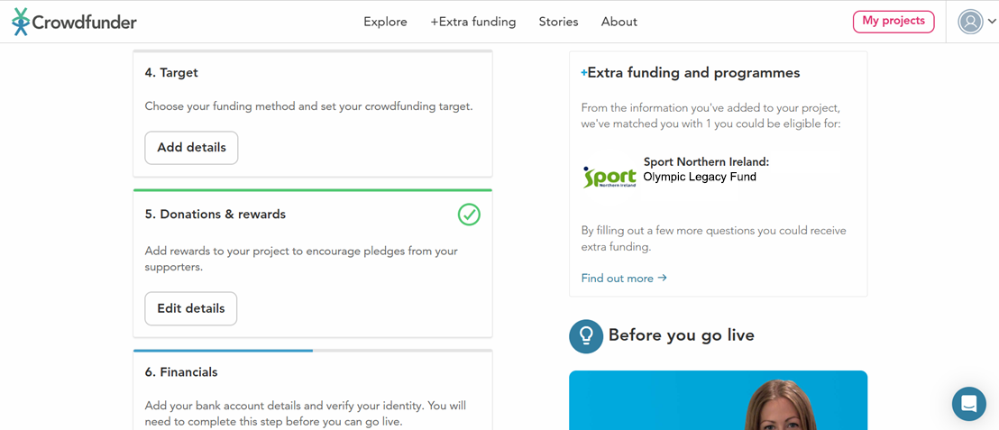 Crowdfunder
Explore
+Extra funding
Stories
About
My projects
4. Target
Choose your funding method and set your crowdfunding target.
Add details
5. Donations & rewards
Add rewards to your project to encourage pledges from your
supporters.
Edit details
6. Financials
Add your bank account details and verify your identity. You will
need to complete this step before you can go live.
+Extra funding and programmes
From the information you've added to your project,
we've matched you with 1 you could be eligible for:
Sport
Northern Ireland
Sport Northern Ireland:
Olympic Legacy Fund
By filling out a few more questions you could receive
extra funding.
Find out more →
Before you go live